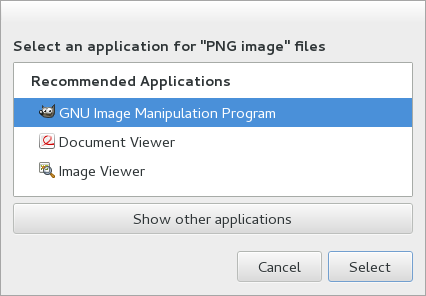 Select an application for "PNG image" files
Recommended Applications
GNU Image Manipulation Program
Document Viewer
Image Viewer
Show other applications
Cancel
Select